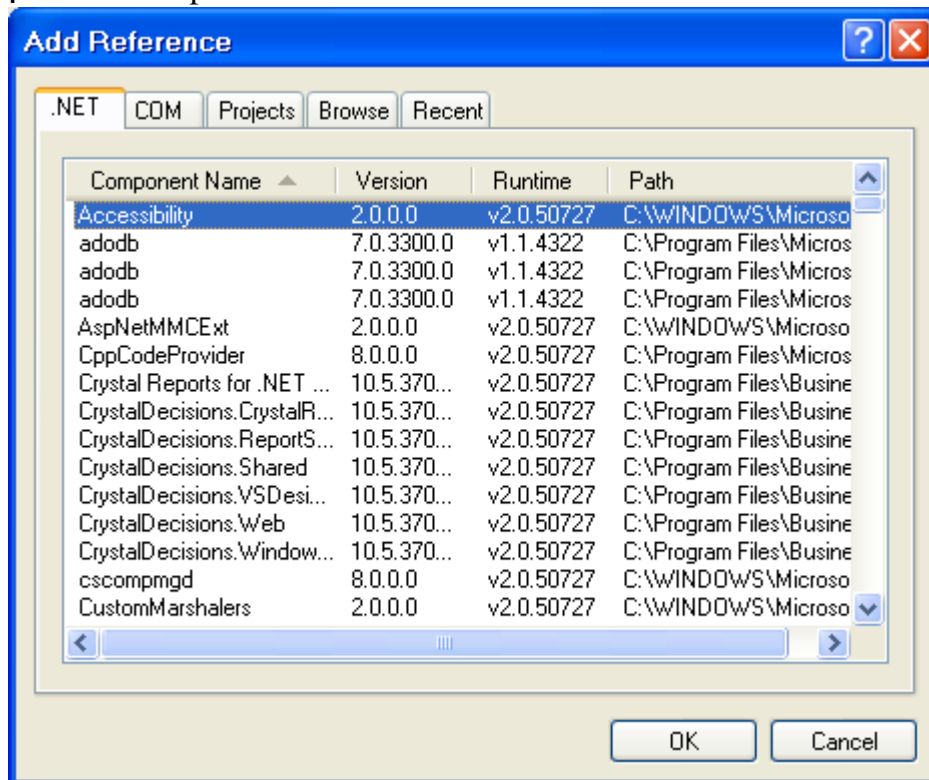 Add Reference
.NET COM Projects Browse Recent
Component Name Version Runtime Path
Accessibility 2.0.0.0 v2.0.50727 C:\WINDOWS\Microso
adodb 7.0.3300.0 v1.1.4322 C:\Program Files\Micros
adodb 7.0.3300.0 v1.1.4322 C:\Program Files\Micros
adodb 7.0.3300.0 v1.1.4322 C:\Program Files\Micros
AspNetMMCExt 2.0.0.0 v2.0.50727 C:\WINDOWS\Microso
CppCodeProvider 8.0.0.0 v2.0.50727 C:\Program Files\Micros
Crystal Reports for .NET ... 10.5.370... v2.0.50727 C:\Program Files\Busine
CrystalDecisions.CrystalR... 10.5.370... v2.0.50727 C:\Program Files\Busine
CrystalDecisions.ReportS... 10.5.370... v2.0.50727 C:\Program Files\Busine
CrystalDecisions.Shared 10.5.370... v2.0.50727 C:\Program Files\Busine
CrystalDecisions.VSDesi... 10.5.370... v2.0.50727 C:\Program Files\Busine
CrystalDecisions.Web 10.5.370... v2.0.50727 C:\Program Files\Busine
CrystalDecisions.Window... 10.5.370... v2.0.50727 C:\Program Files\Busine
cscompmgd 8.0.0.0 v2.0.50727 C:\WINDOWS\Microso
CustomMarshalers 2.0.0.0 v2.0.50727 C:\WINDOWS\Microso
OK Cancel